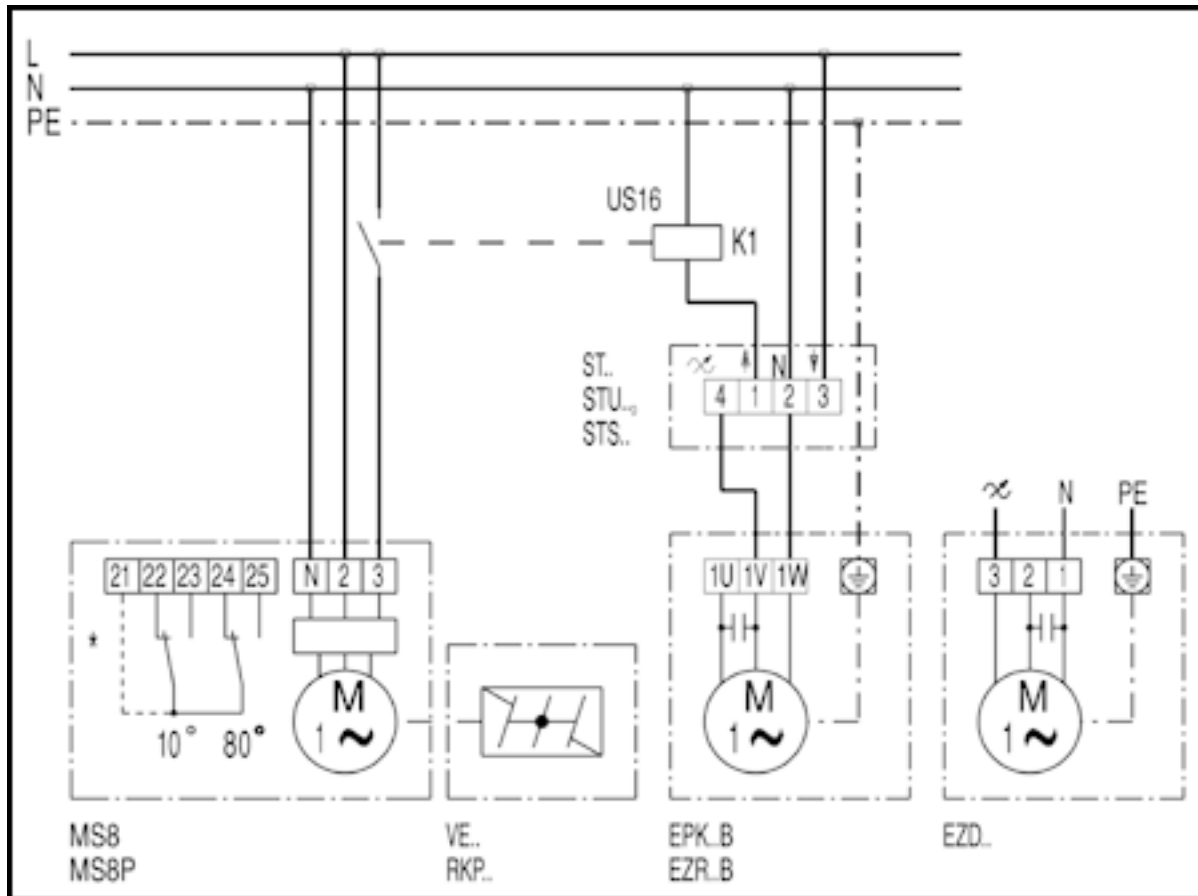 L
N
PE
US16
K1
ST..
STU..
STS..
N
4 1 2 3
N PE
21 22 23 24 25
N 2 3
1U 1V 1W
3 2 1
M
1 ~
M
1 ~
M
1 ~
10° 80°
MS8
MS8P
VE..
RKP..
EPK..B
EZR..B
EZD..